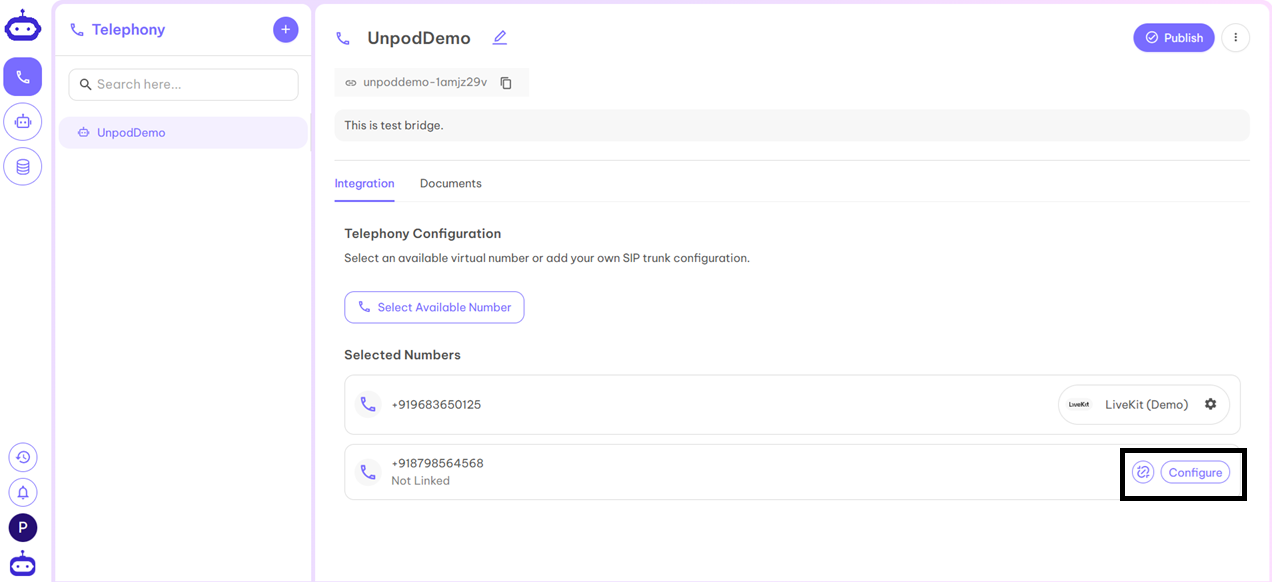 Telephony
+
Search here...
UnpodDemo
P
UnpodDemo
Publish
unpoddemo-1amjz29v
This is test bridge.
Integration
Documents
Telephony Configuration
Select an available virtual number or add your own SIP trunk configuration.
Select Available Number
Selected Numbers
+919683650125
LiveKit
LiveKit (Demo)
+918798564568
Not Linked
Configure